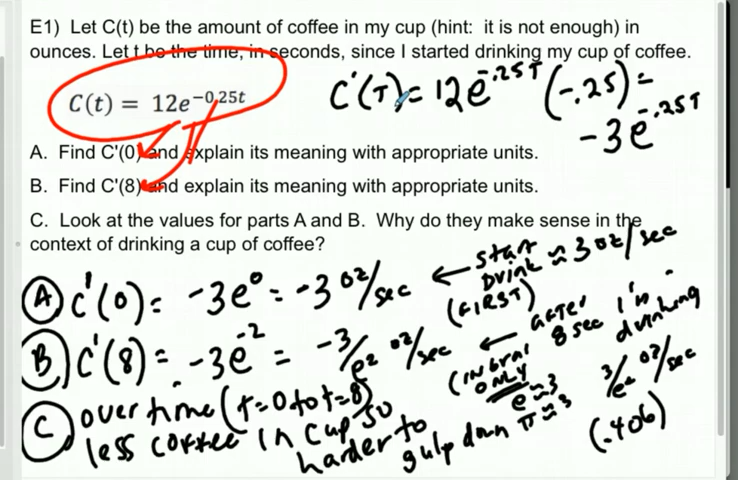 E1) Let C(t) be the amount of coffee in my cup (hint: it is not enough) in
ounces. Let t be the time, in seconds, since I started drinking my cup of coffee.
C(t) = 12e^−0.25t
C'(T) = 12e^-.25T (-.25) =
-3e^-.25T
A. Find C'(0) and explain its meaning with appropriate units.
B. Find C'(8) and explain its meaning with appropriate units.
C. Look at the values for parts A and B. Why do they make sense in the
context of drinking a cup of coffee?
(A) C'(0) = -3e^0 = -3 oz/sec ← start Drink ≈ 3 oz/sec
(FIRST)
(B) C'(8) = -3e^-2 = -3/e^2 oz/sec ← after 8 sec I'm drinking
3/e^2 oz/sec
(.406)
ONLY
e≈3
π≈3
(C) over time (t=0 to t=8)
less coffee in cup so
harder to
gulp down